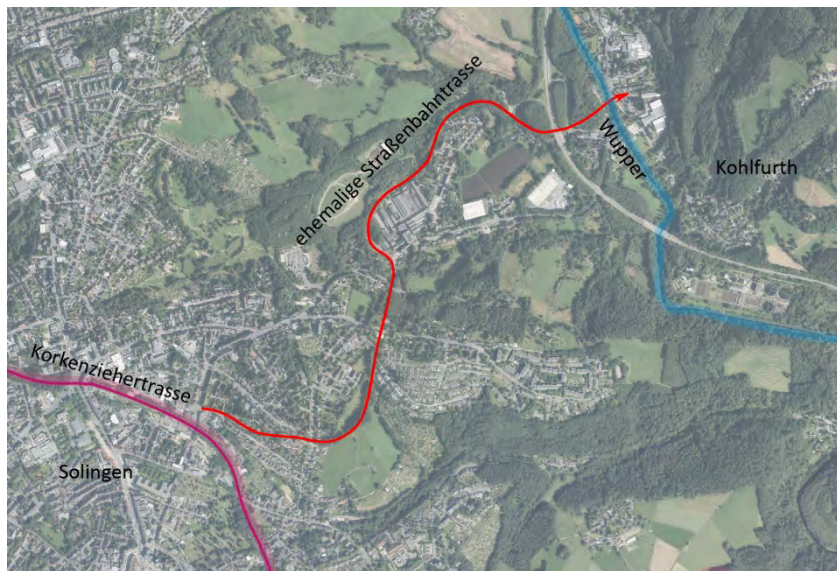 ehemalige Straßenbahntrasse
Wupper
Kohlfurth
Korkenziehertrasse
Solingen